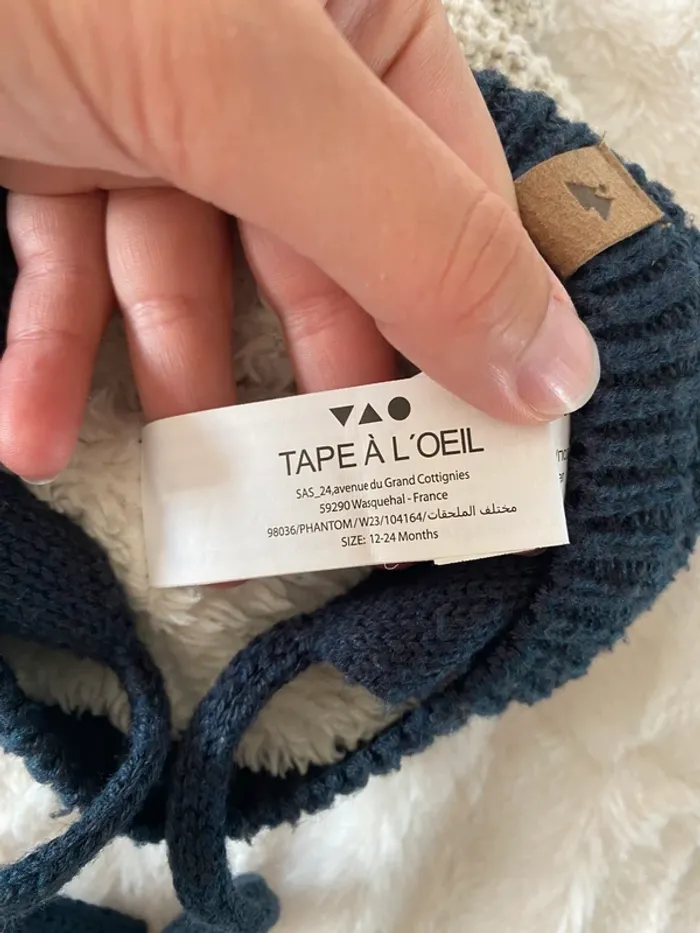 TAPE À L´OEIL
SAS_24,avenue du Grand Cottignies
59290 Wasquehal - France
98036/PHANTOM/W23/104164/مختلف الملحقات
SIZE: 12-24 Months